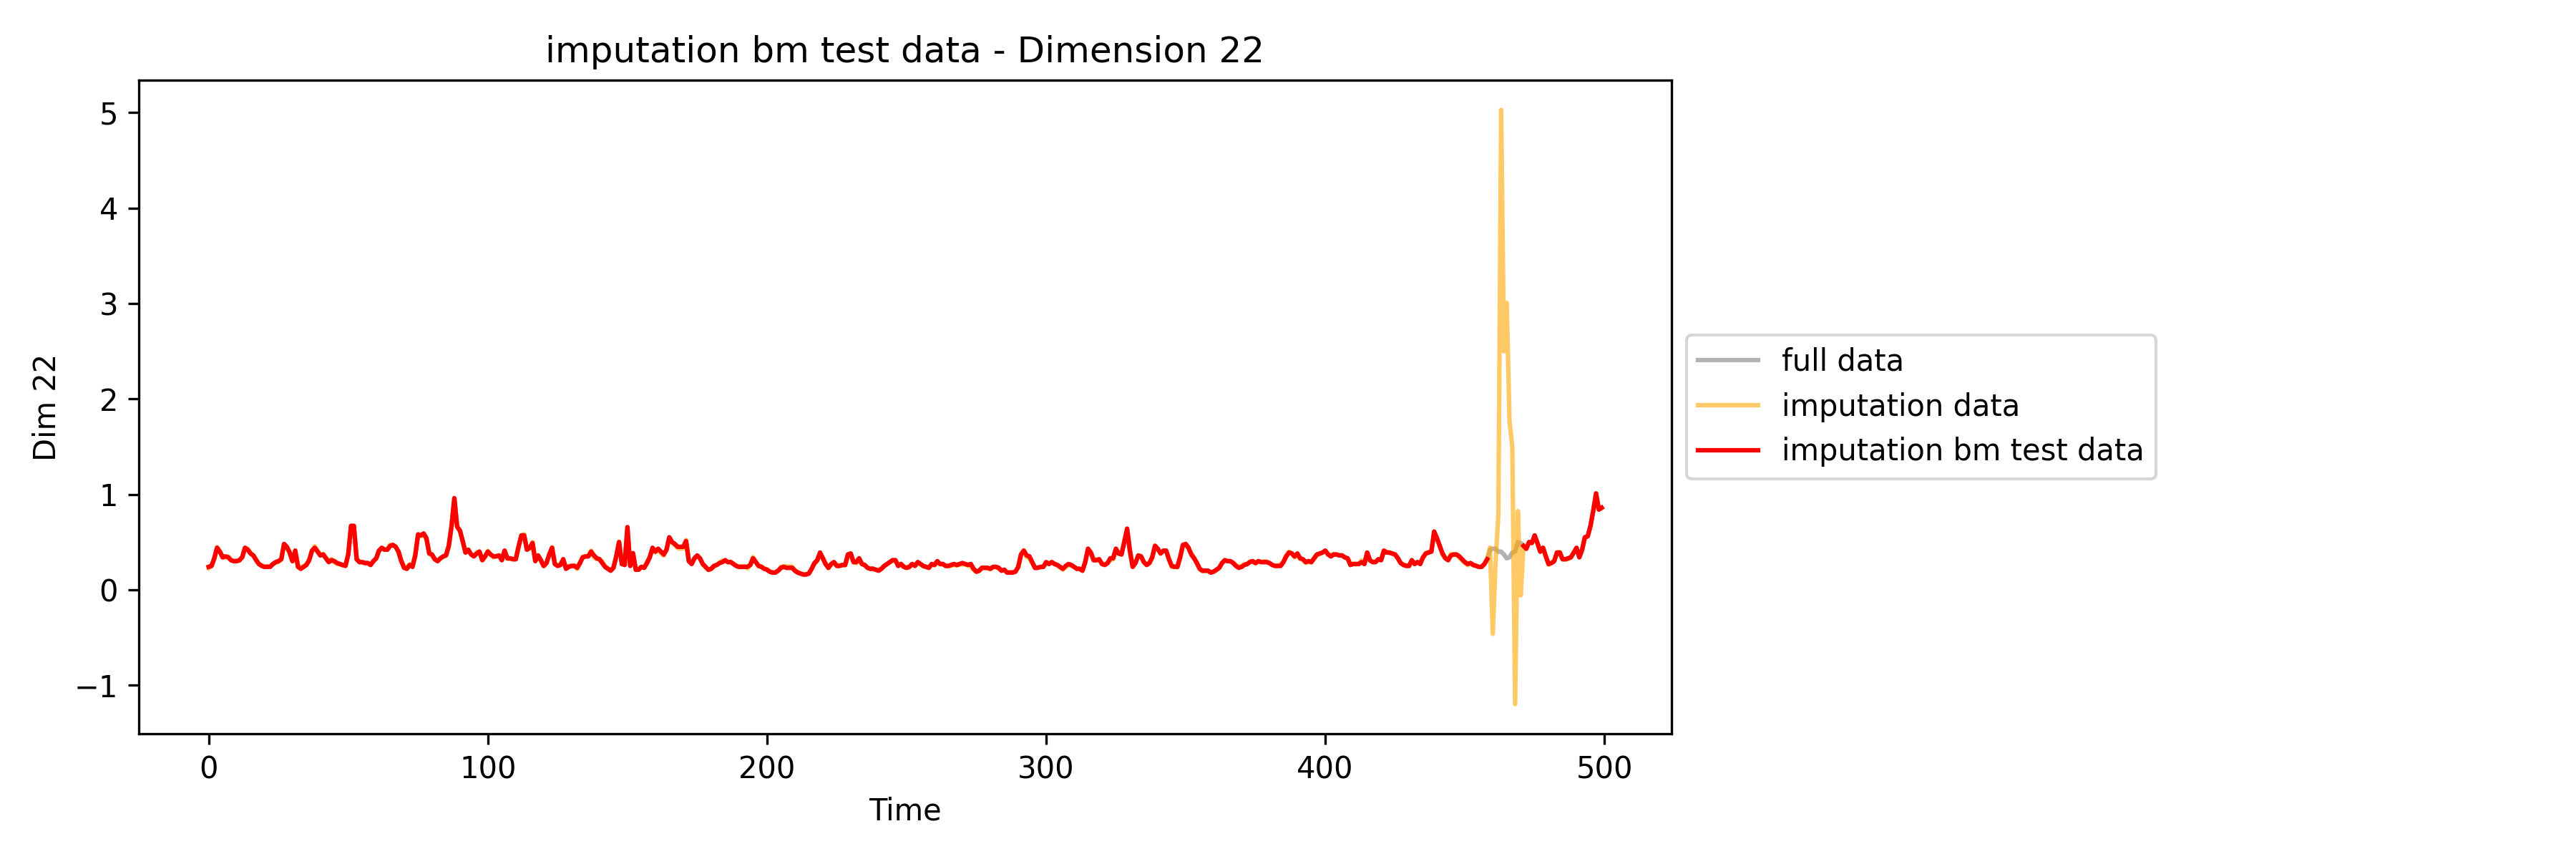 imputation bm test data - Dimension 22
5
4
3
2
1
0
−1
Dim 22
0 100 200 300 400 500
Time
full data
imputation data
imputation bm test data